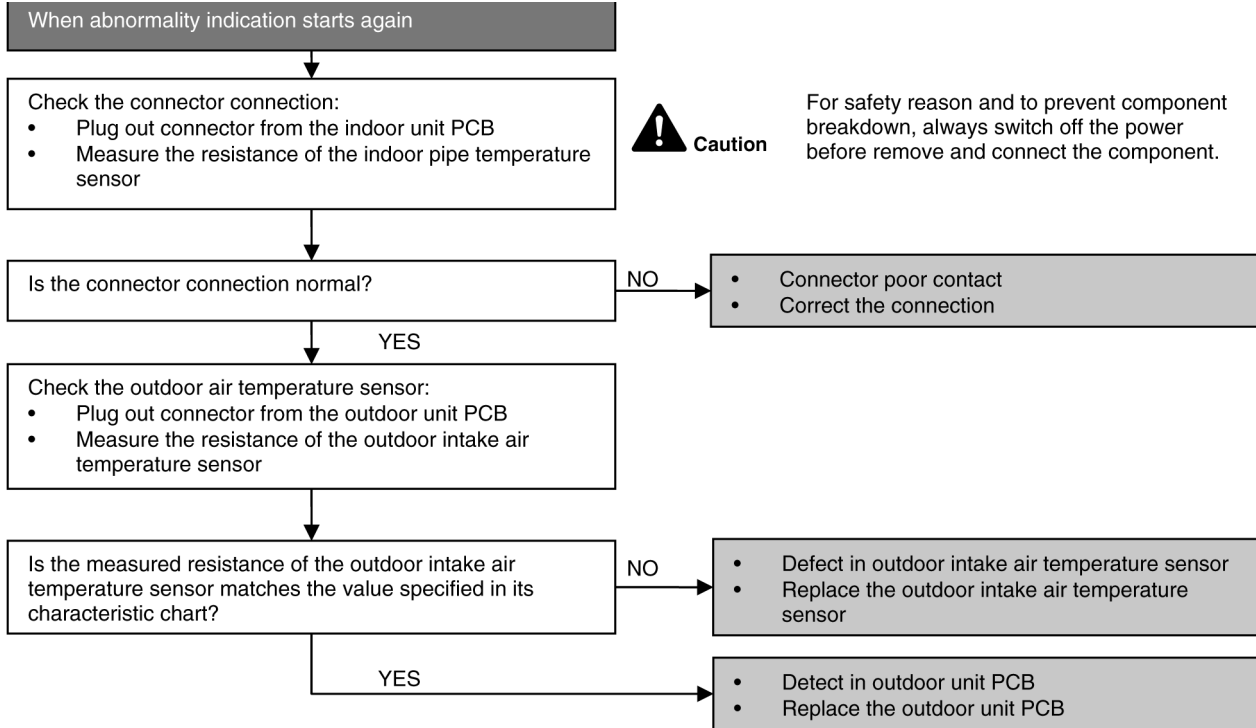 When abnormality indication starts again
Check the connector connection:
• Plug out connector from the indoor unit PCB
• Measure the resistance of the indoor pipe temperature
sensor
Caution
For safety reason and to prevent component
breakdown, always switch off the power
before remove and connect the component.
Is the connector connection normal?
NO
• Connector poor contact
• Correct the connection
YES
Check the outdoor air temperature sensor:
• Plug out connector from the outdoor unit PCB
• Measure the resistance of the outdoor intake air
temperature sensor
Is the measured resistance of the outdoor intake air
temperature sensor matches the value specified in its
characteristic chart?
NO
• Defect in outdoor intake air temperature sensor
• Replace the outdoor intake air temperature
sensor
YES
• Detect in outdoor unit PCB
• Replace the outdoor unit PCB